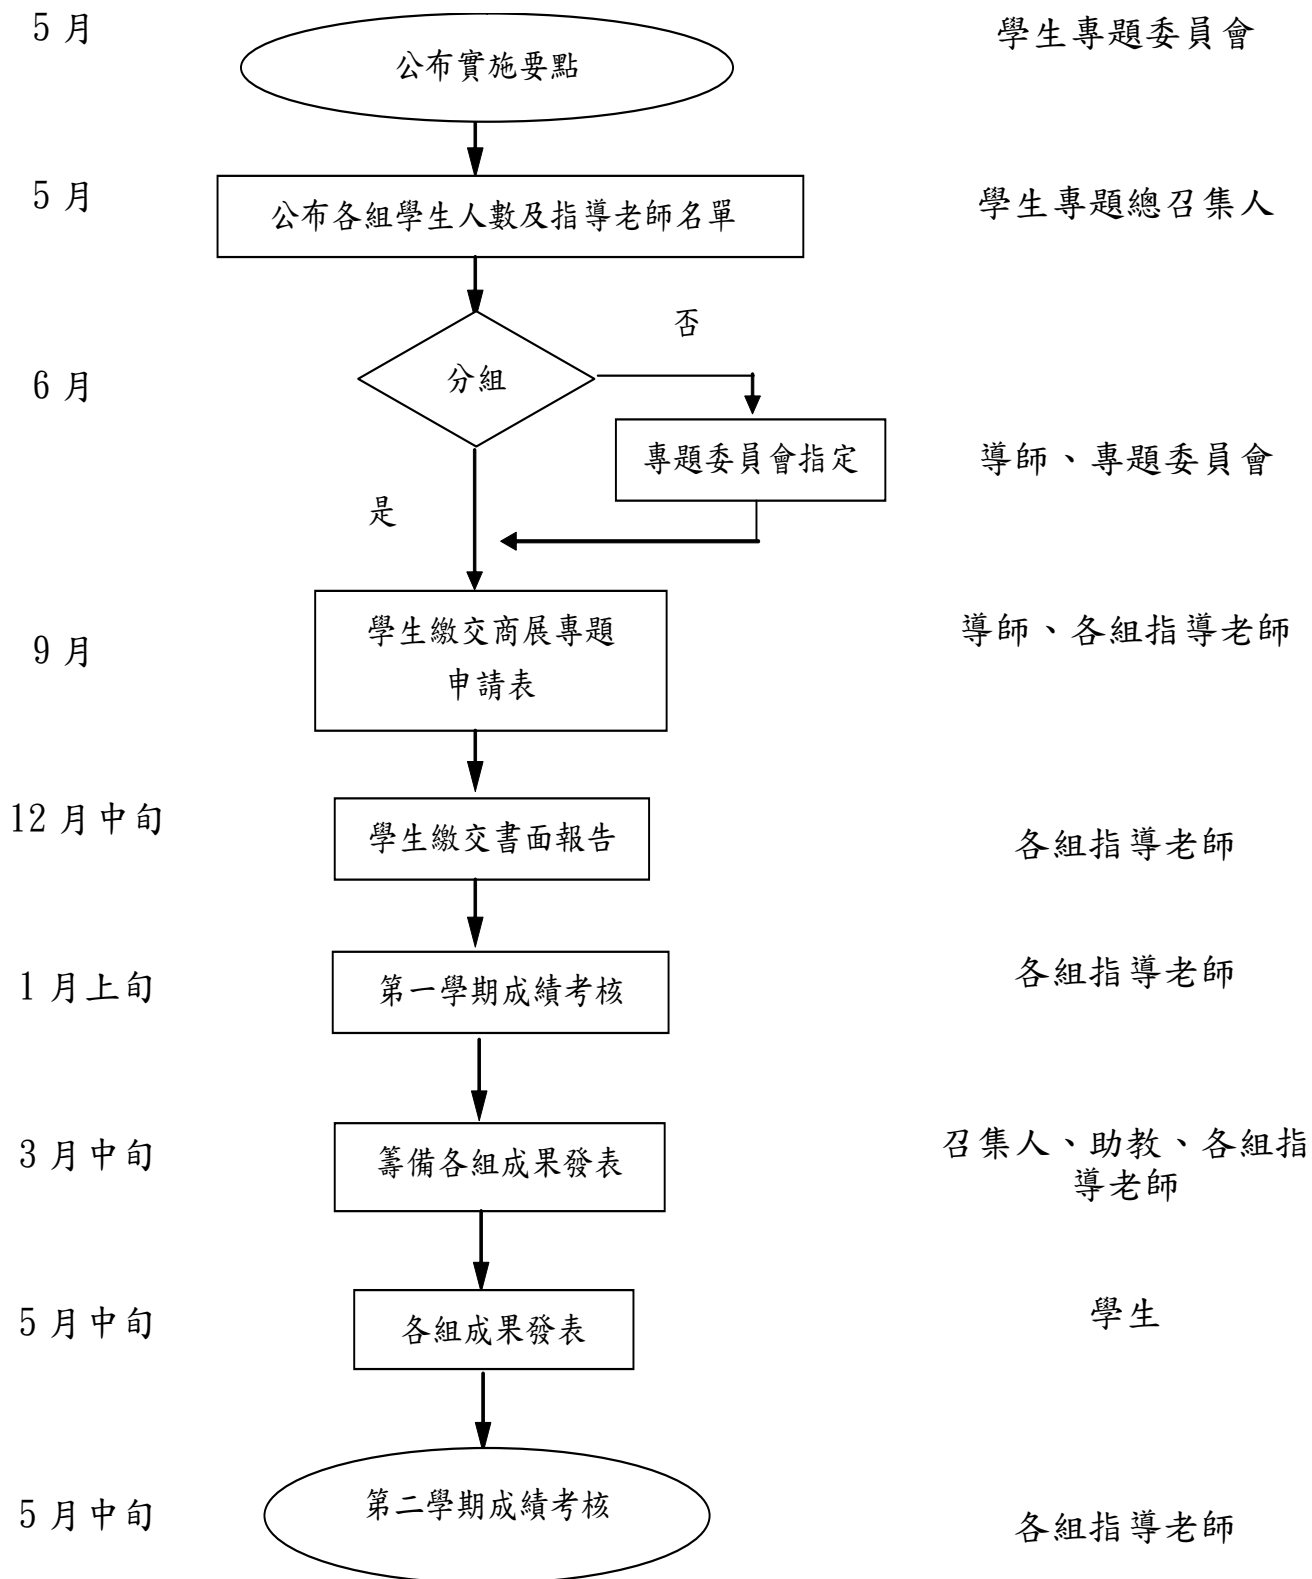 5 月
公布實施要點
學生專題委員會
5 月
公布各組學生人數及指導老師名單
學生專題總召集人
否
6 月
分組
專題委員會指定
導師、專題委員會
是
9 月
學生繳交商展專題
申請表
導師、各組指導老師
12 月中旬
學生繳交書面報告
各組指導老師
1 月上旬
第一學期成績考核
各組指導老師
3 月中旬
籌備各組成果發表
召集人、助教、各組指
導老師
5 月中旬
各組成果發表
學生
5 月中旬
第二學期成績考核
各組指導老師